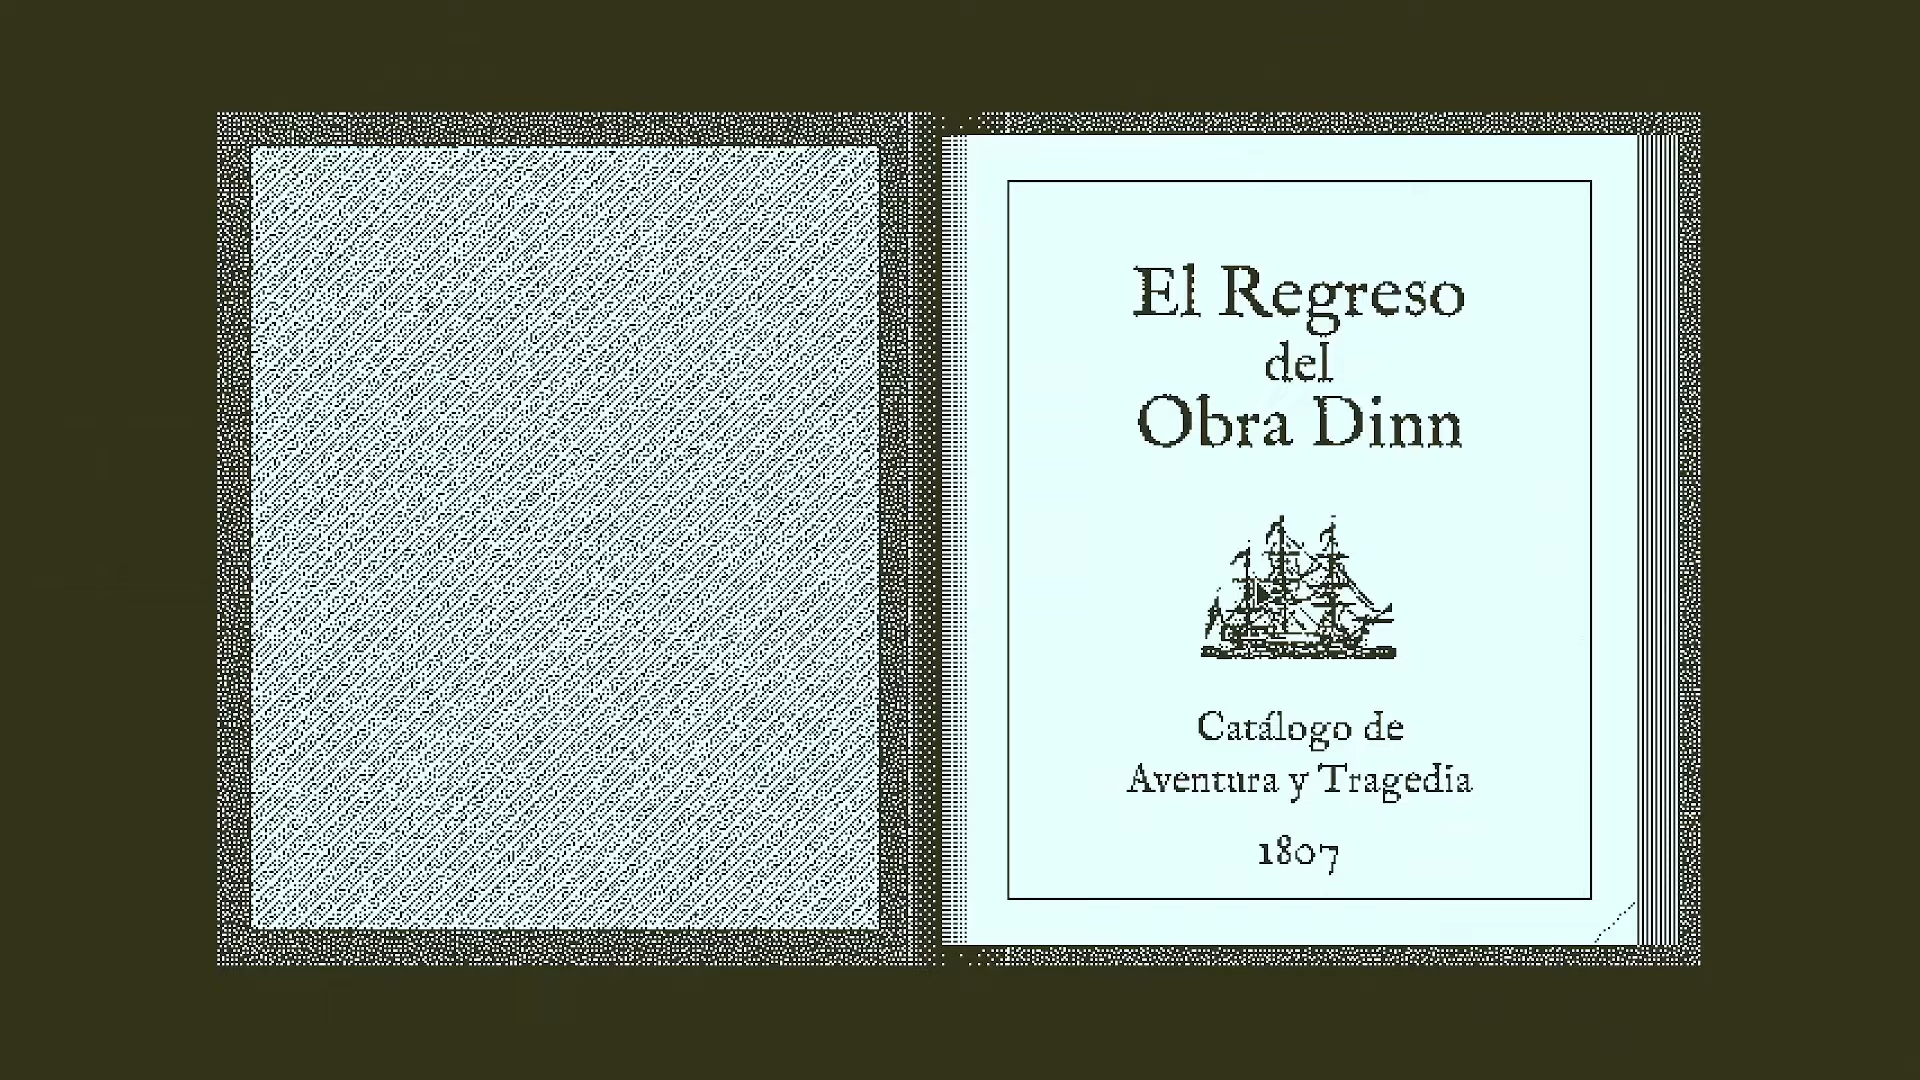 El Regreso
del
Obra Dinn
Catálogo de
Aventura y Tragedia
1807